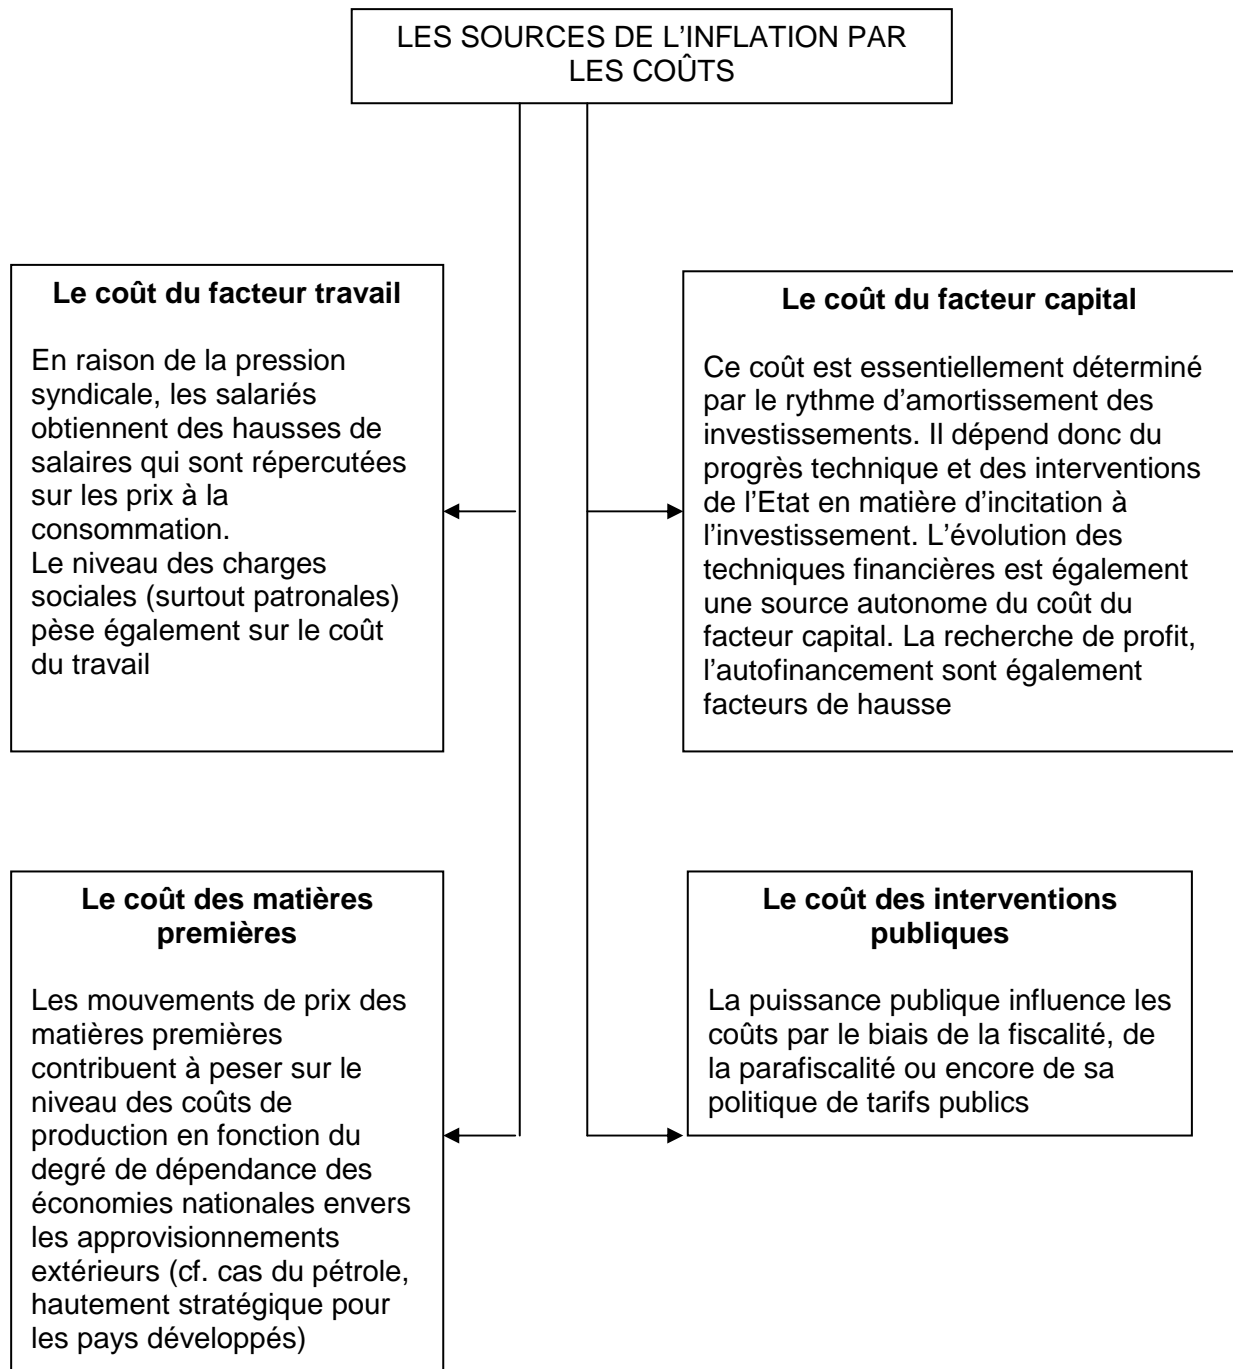 LES SOURCES DE L’INFLATION PAR
LES COÛTS
Le coût du facteur travail
En raison de la pression
syndicale, les salariés
obtiennent des hausses de
salaires qui sont répercutées
sur les prix à la
consommation.
Le niveau des charges
sociales (surtout patronales)
pèse également sur le coût
du travail
Le coût du facteur capital
Ce coût est essentiellement déterminé
par le rythme d’amortissement des
investissements. Il dépend donc du
progrès technique et des interventions
de l’Etat en matière d’incitation à
l’investissement. L’évolution des
techniques financières est également
une source autonome du coût du
facteur capital. La recherche de profit,
l’autofinancement sont également
facteurs de hausse
Le coût des matières
premières
Les mouvements de prix des
matières premières
contribuent à peser sur le
niveau des coûts de
production en fonction du
degré de dépendance des
économies nationales envers
les approvisionnements
extérieurs (cf. cas du pétrole,
hautement stratégique pour
les pays développés)
Le coût des interventions
publiques
La puissance publique influence les
coûts par le biais de la fiscalité, de
la parafiscalité ou encore de sa
politique de tarifs publics